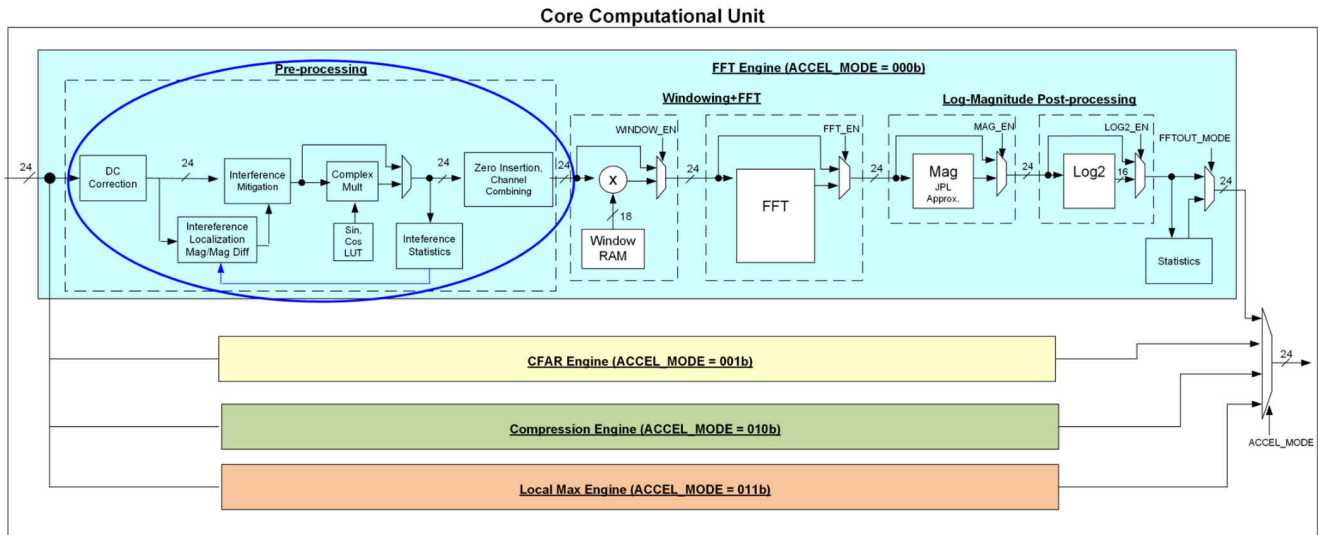 Core Computational Unit
Pre-processing
FFT Engine (ACCEL_MODE = 000b)
Windowing+FFT
Log-Magnitude Post-processing
WINDOW_EN
FFT_EN
MAG_EN
LOG2_EN
FFTOUT_MODE
24
DC
Correction
24
Interference
Mitigation
Complex
Mult
24
Zero Insertion,
Channel
Combining
24
X
24
FFT
24
Mag
JPL
Approx.
24
Log2
16
24
Intereference
Localization
Mag/Mag Diff
Sin.
Cos
LUT
Inteference
Statistics
18
Window
RAM
Statistics
CFAR Engine (ACCEL_MODE = 001b)
24
Compression Engine (ACCEL_MODE = 010b)
ACCEL_MODE
Local Max Engine (ACCEL_MODE = 011b)